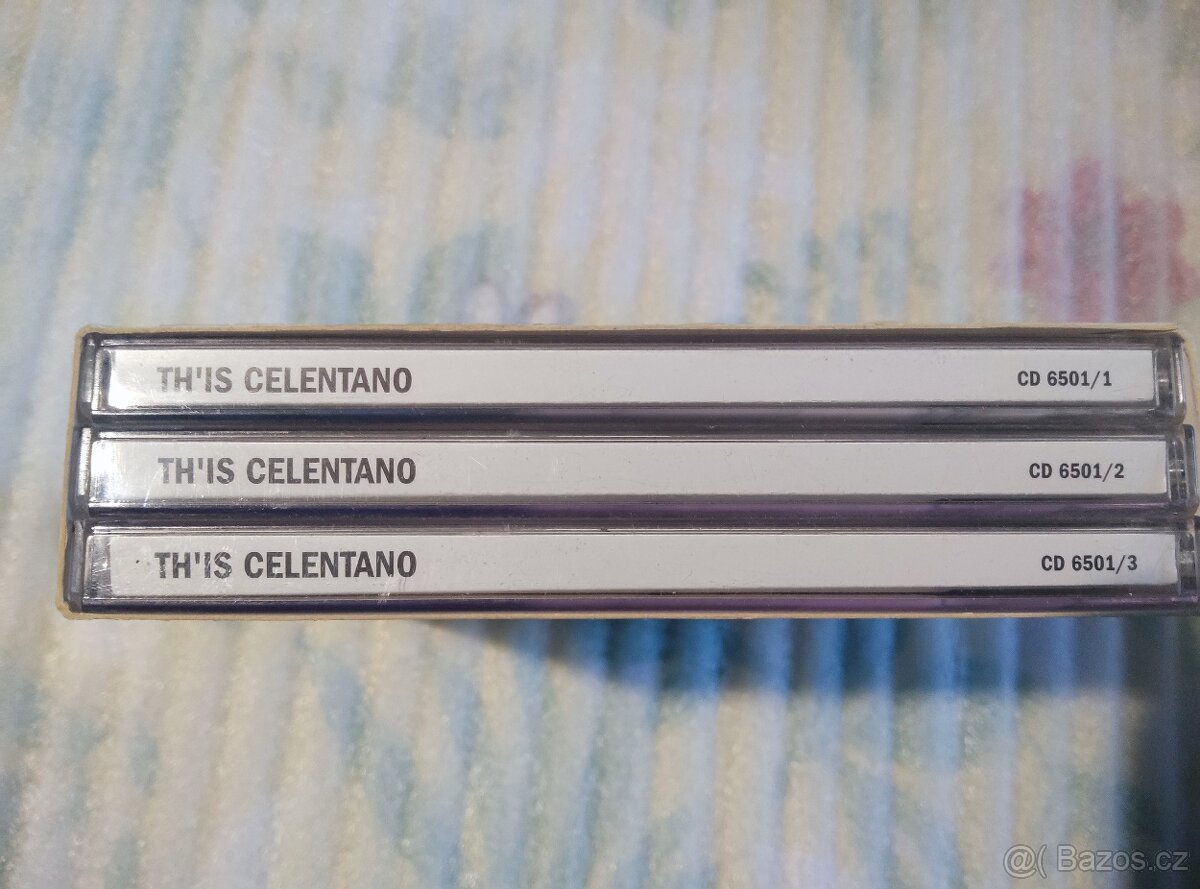 TH'IS CELENTANO CD 6501/1
TH'IS CELENTANO CD 6501/2
TH'IS CELENTANO CD 6501/3
@( Bazos.cz